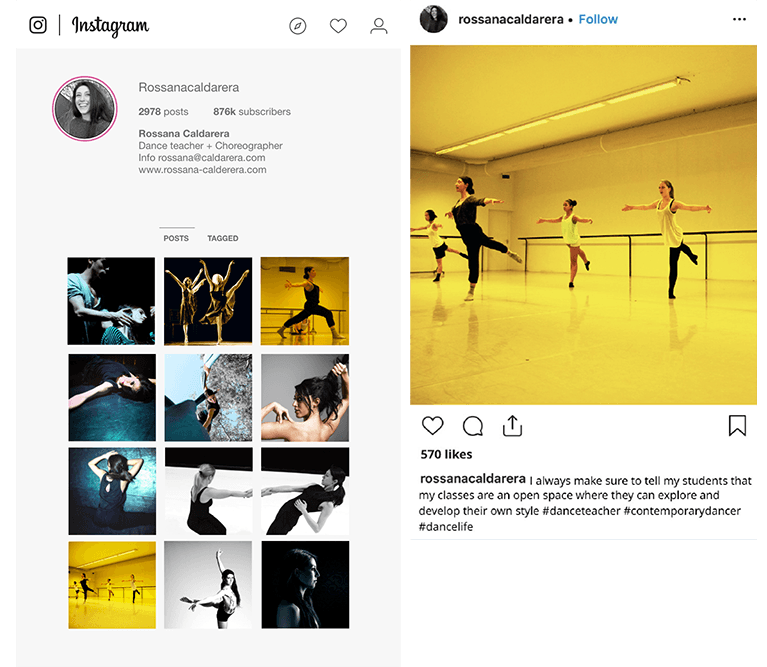 Instagram
Rossanacaldarera
2978 posts 876k subscribers
Rossana Caldarera
Dance teacher + Choreographer
Info rossana@caldarera.com
www.rossana-calderera.com
POSTS TAGGED
rossanacaldarera • Follow
570 likes
rossanacaldarera I always make sure to tell my students that
my classes are an open space where they can explore and
develop their own style #danceteacher #contemporarydancer
#dancelife